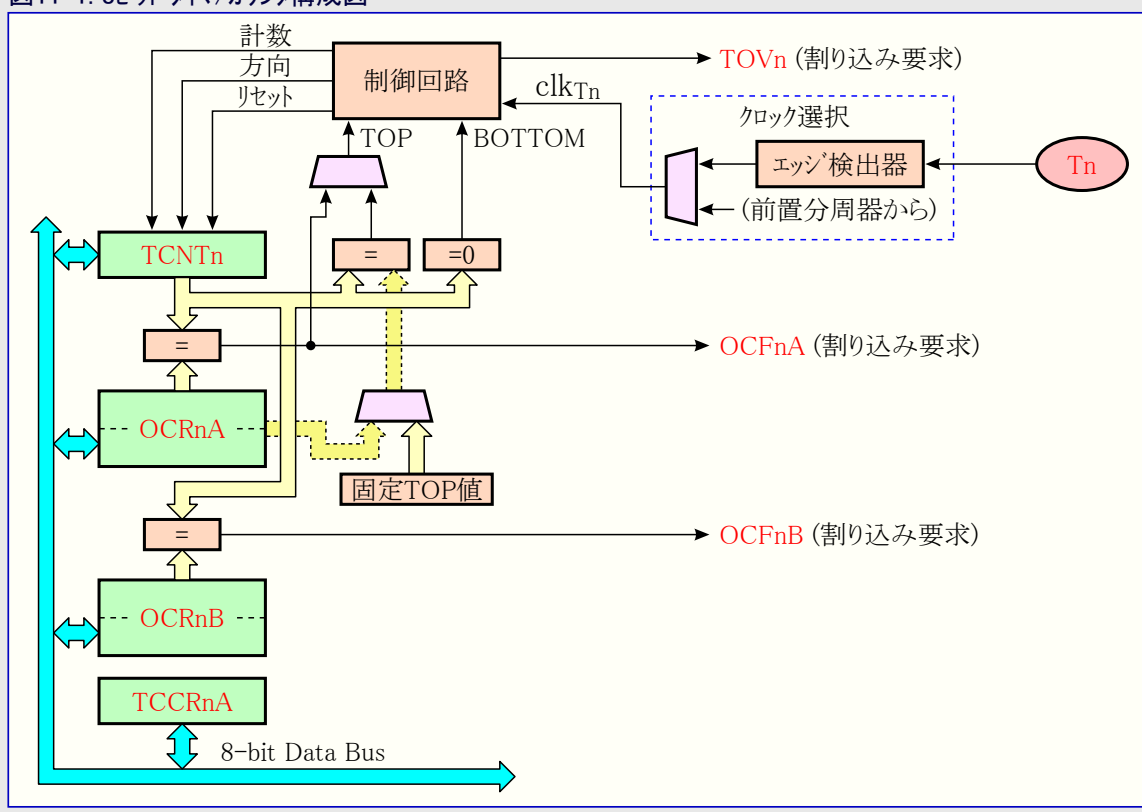 計数
方向
リセット
制御回路
TOVn (割り込み要求)
clkTn
クロック選択
TOP
BOTTOM
エッジ検出器
Tn
(前置分周器から)
TCNTn
=
=0
=
OCFnA (割り込み要求)
OCRnA
固定TOP値
=
OCFnB (割り込み要求)
OCRnB
TCCRnA
8-bit Data Bus